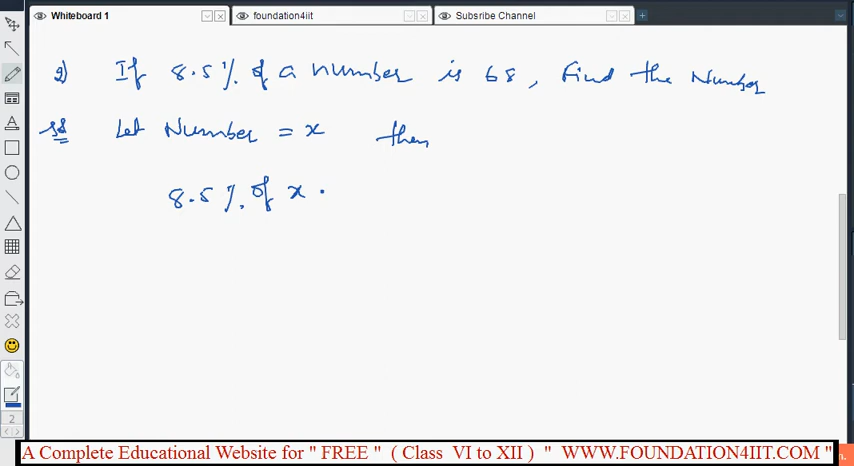 Whiteboard 1
foundation4iit
Subsribe Channel
2) If 8.5% of a number is 68, Find the Number
Sol Let Number = x then
8.5% of x
2
A Complete Educational Website for " FREE " ( Class VI to XII ) " WWW.FOUNDATION4IIT.COM "